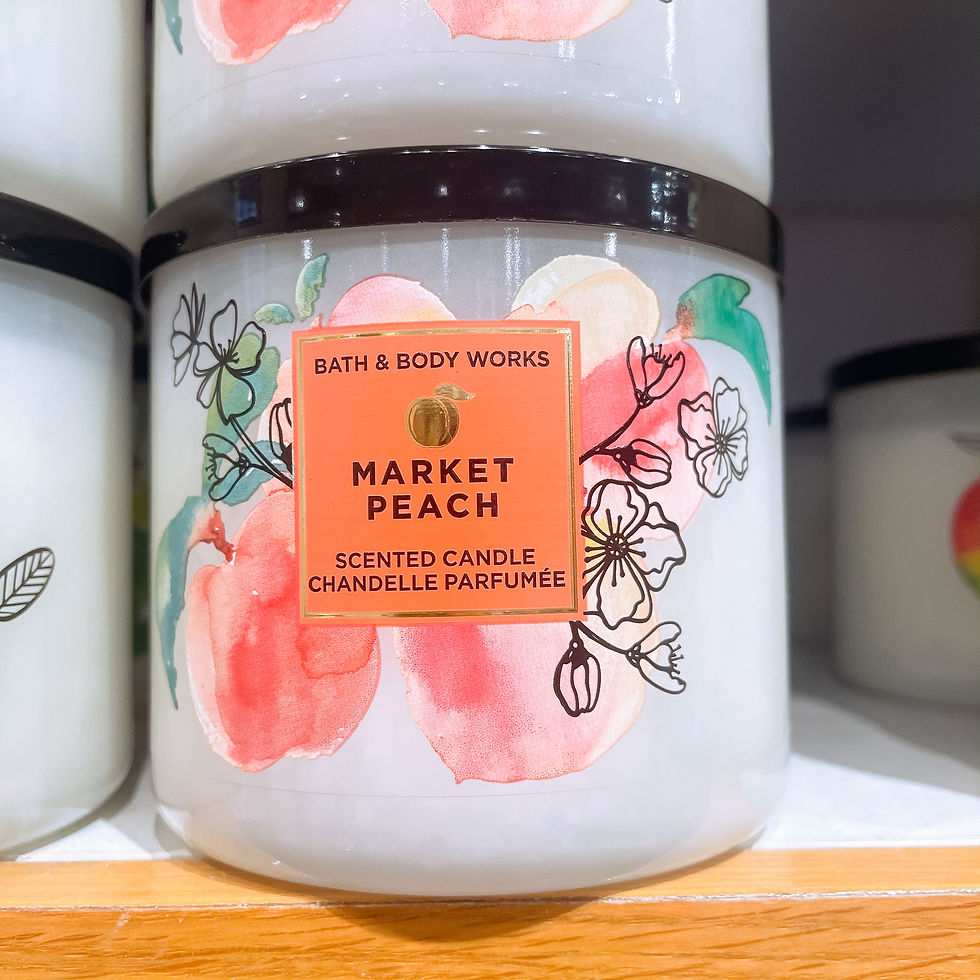 BATH & BODY WORKS
MARKET
PEACH
SCENTED CANDLE
CHANDELLE PARFUMÉE